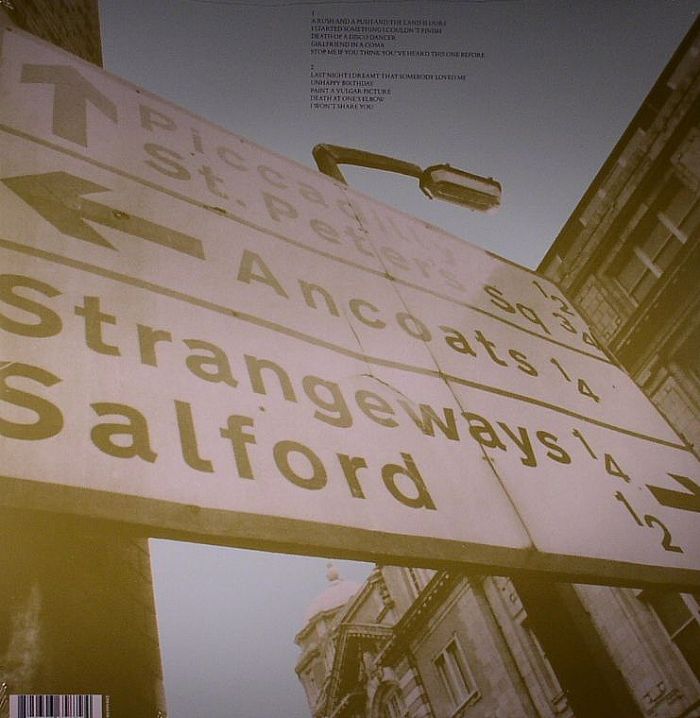 1
A RUSH AND A PUSH AND THE LAND IS OURS
I STARTED SOMETHING I COULDN'T FINISH
DEATH OF A DISCO DANCER
GIRLFRIEND IN A COMA
STOP ME IF YOU THINK YOU'VE HEARD THIS ONE BEFORE
2
LAST NIGHT I DREAMT THAT SOMEBODY LOVED ME
UNHAPPY BIRTHDAY
PAINT A VULGAR PICTURE
DEATH AT ONE'S ELBOW
I WON'T SHARE YOU
Piccadilly 1/2
St. Peter's Sq 3/4
Ancoats 1/4
Strangeways 1/4
Salford 1/2